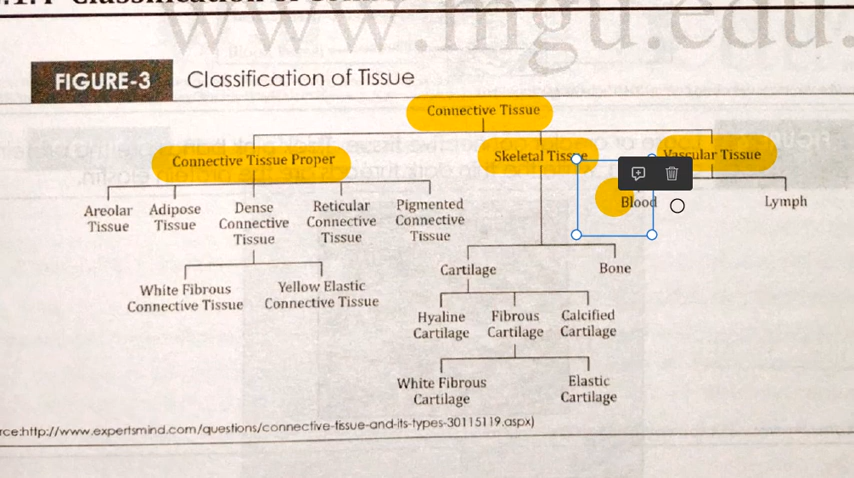 www.mgu.edu.
FIGURE-3 Classification of Tissue
Connective Tissue
Connective Tissue Proper Skeletal Tissue Vascular Tissue
Areolar Tissue
Adipose Tissue
Dense Connective Tissue
Reticular Connective Tissue
Pigmented Connective Tissue
Blood
Lymph
White Fibrous Connective Tissue
Yellow Elastic Connective Tissue
Cartilage
Bone
Hyaline Cartilage
Fibrous Cartilage
Calcified Cartilage
White Fibrous Cartilage
Elastic Cartilage
rce:http://www.expertsmind.com/questions/connective-tissue-and-its-types-30115119.aspx)